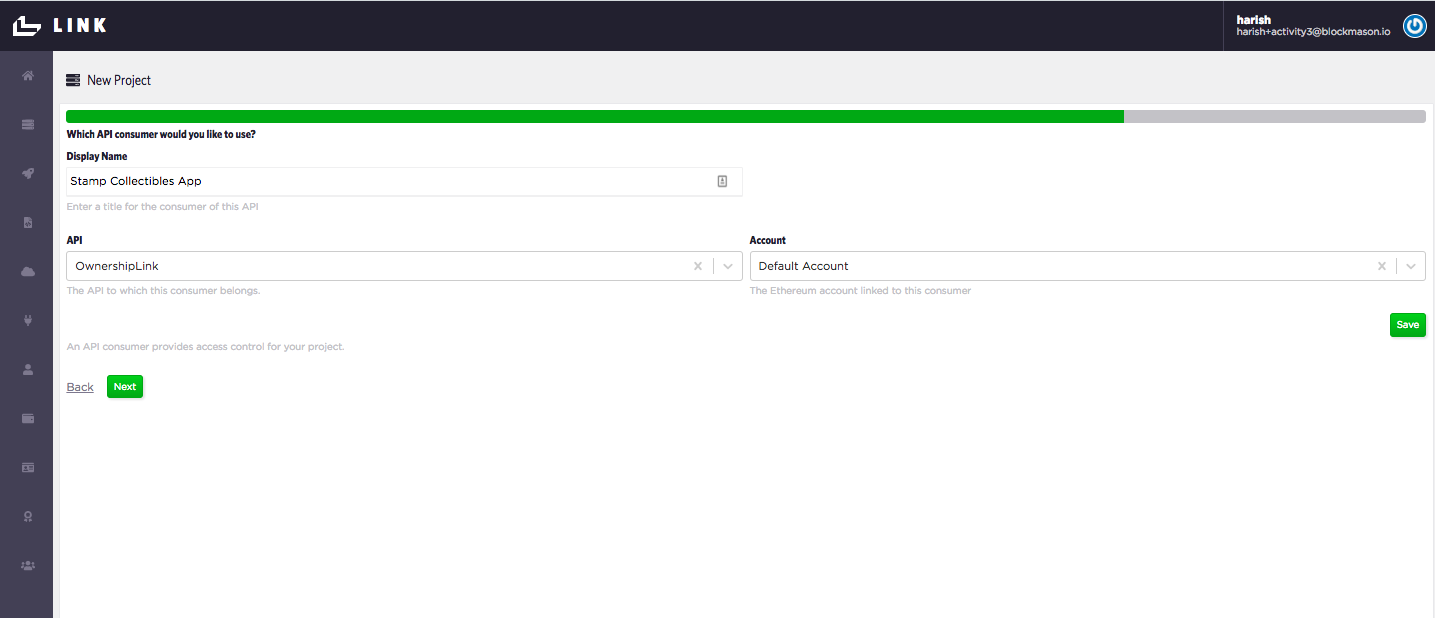 LINK
harish
harish+activity3@blockmason.io
New Project
Which API consumer would you like to use?
Display Name
Stamp Collectibles App
Enter a title for the consumer of this API
API
Account
OwnershipLink
Default Account
The API to which this consumer belongs.
The Ethereum account linked to this consumer
Save
An API consumer provides access control for your project.
Back
Next